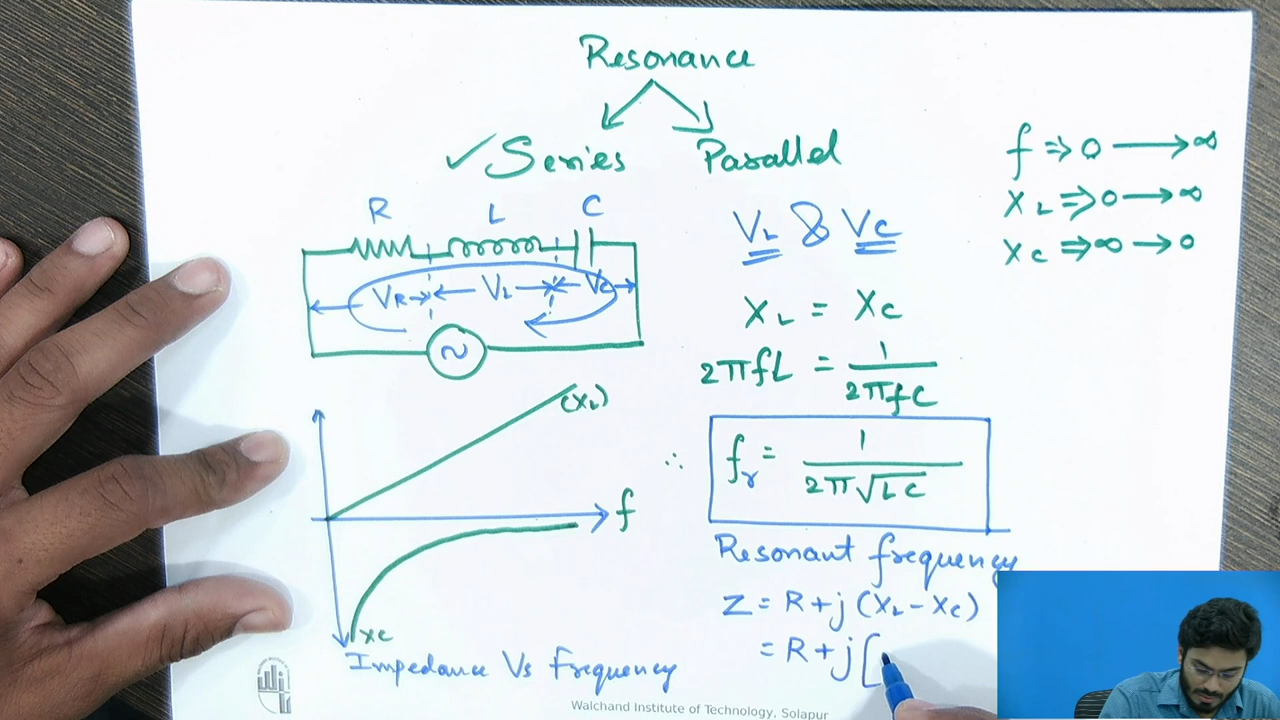 Resonance
✓ Series Parallel
R L C
VR VL VC
~
VL & VC
XL = XC
2πfL = 1/2πfC
∴ fr = 1/2π√LC
Resonant frequency
Z = R + j (XL - XC)
= R + j [
f ⇒ 0 → ∞
XL ⇒ 0 → ∞
XC ⇒ ∞ → 0
(XL)
f
XC
Impedance Vs Frequency
Walchand Institute of Technology, Solapur